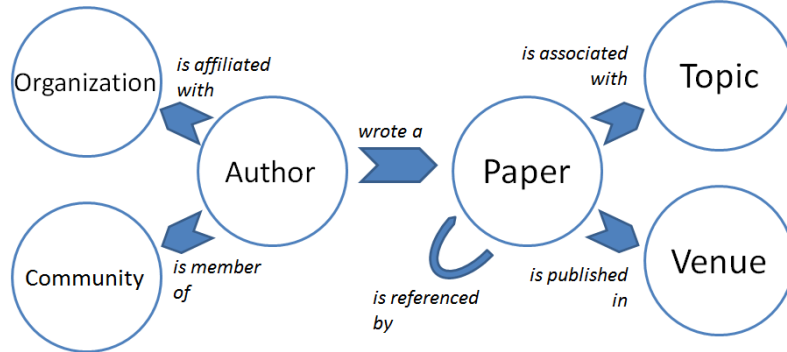 Organization
is affiliated
with
Author
Community
is member
of
wrote a
Paper
is referenced
by
is associated
with
Topic
is published
in
Venue